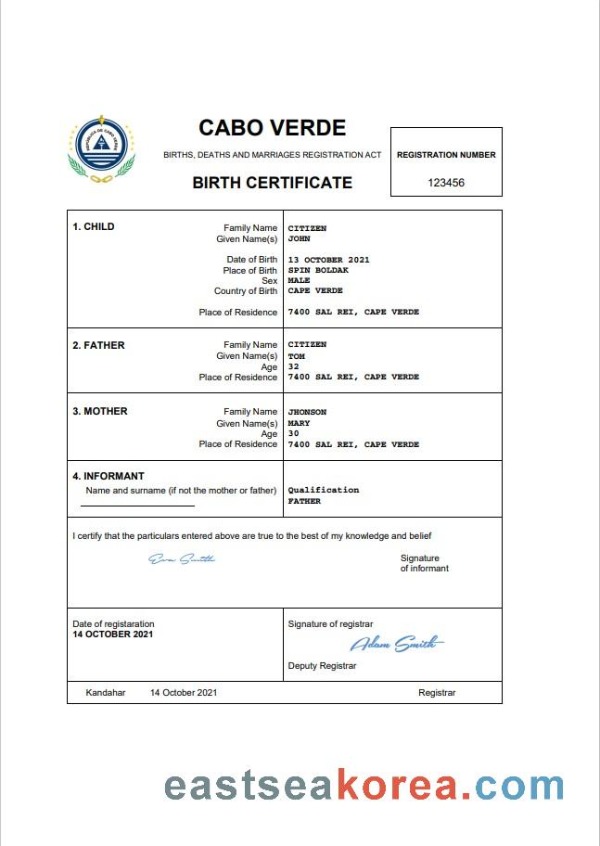 CABO VERDE
BIRTHS, DEATHS AND MARRIAGES REGISTRATION ACT
BIRTH CERTIFICATE
REGISTRATION NUMBER
123456
1. CHILD
Family Name CITIZEN
Given Name(s) JOHN
Date of Birth 13 OCTOBER 2021
Place of Birth SPIN BOLDAK
Sex MALE
Country of Birth CAPE VERDE
Place of Residence 7400 SAL REI, CAPE VERDE
2. FATHER
Family Name CITIZEN
Given Name(s) TOM
Age 32
Place of Residence 7400 SAL REI, CAPE VERDE
3. MOTHER
Family Name JHONSON
Given Name(s) MARY
Age 30
Place of Residence 7400 SAL REI, CAPE VERDE
4. INFORMANT
Name and surname (if not the mother or father) Qualification
FATHER
I certify that the particulars entered above are true to the best of my knowledge and belief
Eva Smith
Signature
of informant
Date of registaration
14 OCTOBER 2021
Signature of registrar
Adam Smith
Deputy Registrar
Kandahar 14 October 2021 Registrar
eastseakorea.com